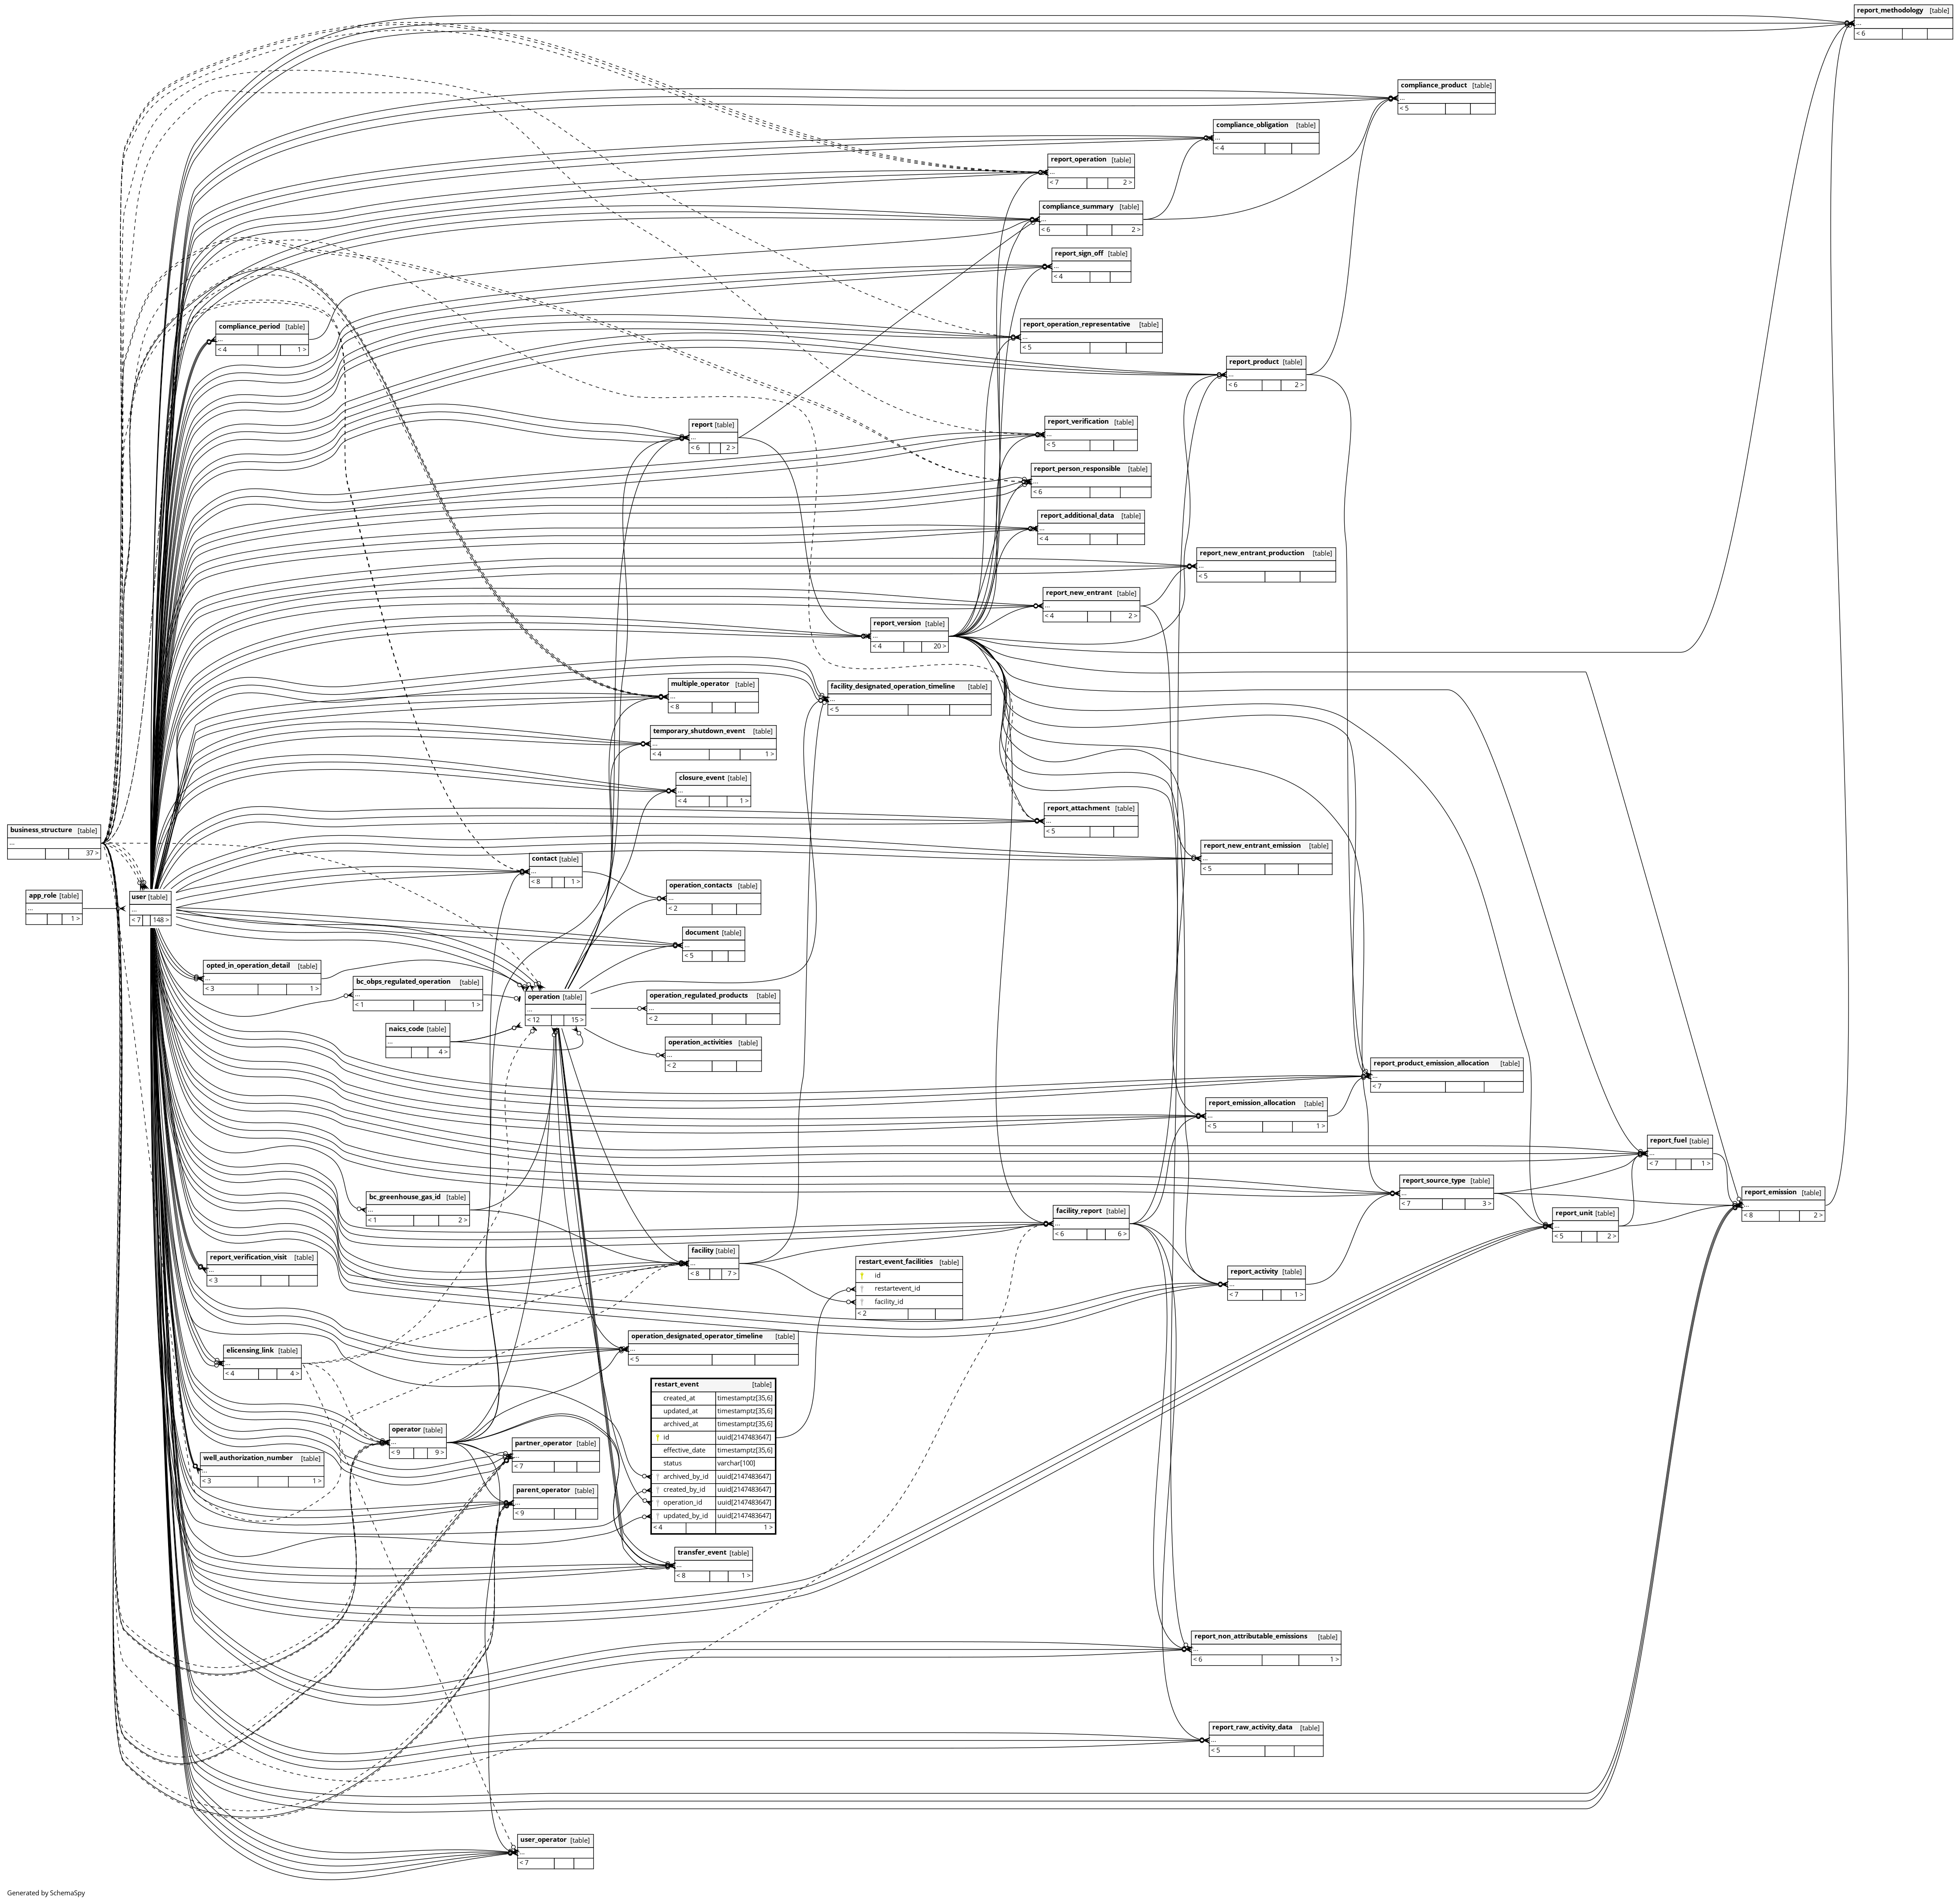 report_methodology [table]
...
< 6
compliance_product [table]
...
< 5
compliance_obligation [table]
...
< 4
report_operation [table]
...
< 7 2 >
compliance_summary [table]
...
< 6 2 >
report_sign_off [table]
...
< 4
report_operation_representative [table]
...
< 5
compliance_period [table]
...
< 4 1 >
report_product [table]
...
< 6 2 >
report [table]
...
< 6 2 >
report_verification [table]
...
< 5
report_person_responsible [table]
...
< 6
report_additional_data [table]
...
< 4
report_new_entrant_production [table]
...
< 5
report_new_entrant [table]
...
< 4 2 >
report_version [table]
...
< 4 20 >
multiple_operator [table]
...
< 8
facility_designated_operation_timeline [table]
...
< 5
temporary_shutdown_event [table]
...
< 4 1 >
closure_event [table]
...
< 4 1 >
report_attachment [table]
...
< 5
business_structure [table]
...
37 >
report_new_entrant_emission [table]
...
< 5
contact [table]
...
< 8 1 >
operation_contacts [table]
...
< 2
app_role [table]
...
1 >
user [table]
...
< 7 148 >
document [table]
...
< 5
opted_in_operation_detail [table]
...
< 3 1 >
bc_obps_regulated_operation [table]
...
< 1 1 >
operation [table]
...
< 12 15 >
operation_regulated_products [table]
...
< 2
naics_code [table]
...
4 >
operation_activities [table]
...
< 2
report_product_emission_allocation [table]
...
< 7
report_emission_allocation [table]
...
< 5 1 >
report_fuel [table]
...
< 7 1 >
report_source_type [table]
...
< 7 3 >
report_emission [table]
...
< 8 2 >
bc_greenhouse_gas_id [table]
...
< 1 2 >
facility_report [table]
...
< 6 6 >
report_unit [table]
...
< 5 2 >
facility [table]
...
< 8 7 >
report_verification_visit [table]
...
< 3
restart_event_facilities [table]
id
restartevent_id
facility_id
< 2
report_activity [table]
...
< 7 1 >
operation_designated_operator_timeline [table]
...
< 5
elicensing_link [table]
...
< 4 4 >
restart_event [table]
created_at timestamptz[35,6]
updated_at timestamptz[35,6]
archived_at timestamptz[35,6]
id uuid[2147483647]
effective_date timestamptz[35,6]
status varchar[100]
archived_by_id uuid[2147483647]
created_by_id uuid[2147483647]
operation_id uuid[2147483647]
updated_by_id uuid[2147483647]
< 4 1 >
operator [table]
...
< 9 9 >
partner_operator [table]
...
< 7
well_authorization_number [table]
...
< 3 1 >
parent_operator [table]
...
< 9
transfer_event [table]
...
< 8 1 >
report_non_attributable_emissions [table]
...
< 6 1 >
report_raw_activity_data [table]
...
< 5
user_operator [table]
...
< 7
Generated by SchemaSpy